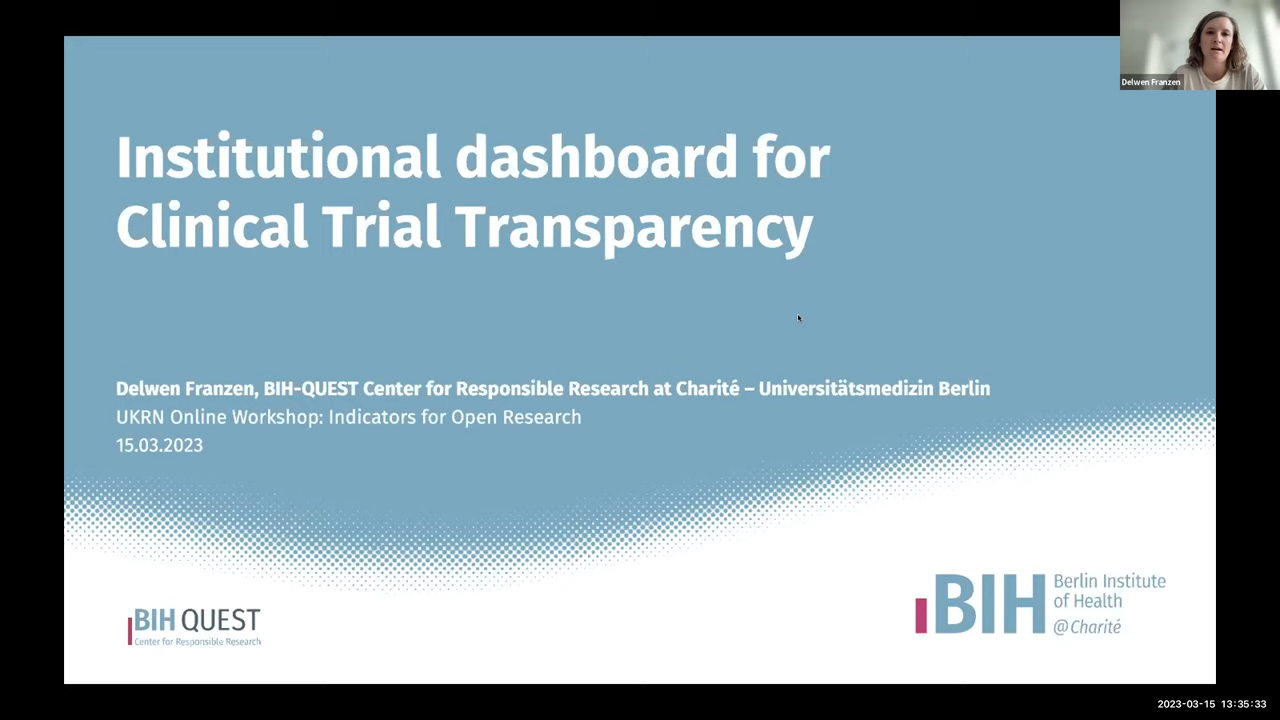 Delwen Franzen
Institutional dashboard for
Clinical Trial Transparency
Delwen Franzen, BIH-QUEST Center for Responsible Research at Charité – Universitätsmedizin Berlin
UKRN Online Workshop: Indicators for Open Research
15.03.2023
BIH QUEST
Center for Responsible Research
BIH
Berlin Institute
of Health
@Charité
2023-03-15 13:35:33